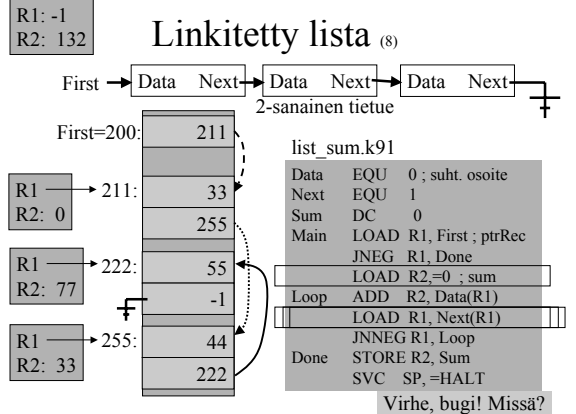 R1: -1
R2: 132
Linkitetty lista (8)
First Data Next Data Next Data Next
2-sanainen tietue
First=200: 211
R1 211: 33
R2: 0
255
R1 222: 55
R2: 77
-1
R1 255: 44
R2: 33
222
list_sum.k91
Data EQU 0 ; suht. osoite
Next EQU 1
Sum DC 0
Main LOAD R1, First ; ptrRec
JNEG R1, Done
LOAD R2,=0 ; sum
Loop ADD R2, Data(R1)
LOAD R1, Next(R1)
JNNEG R1, Loop
Done STORE R2, Sum
SVC SP, =HALT
Virhe, bugi! Missä?